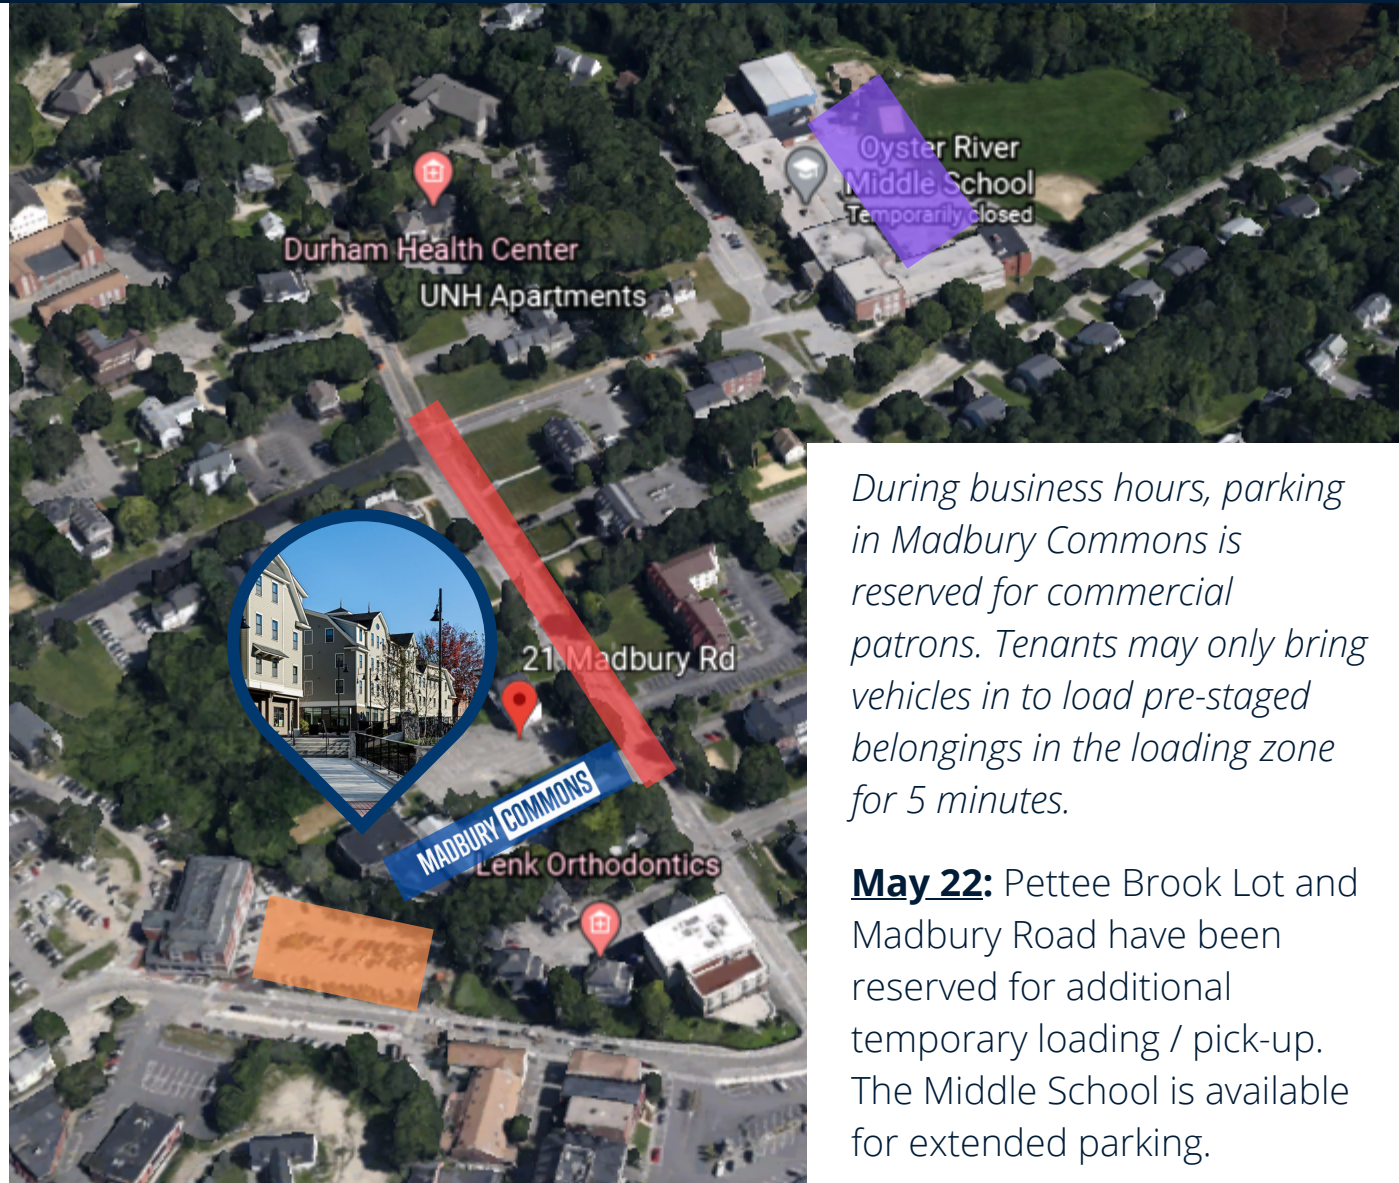 Oyster River
Middle School
Temporarily closed
Durham Health Center
UNH Apartments
21 Madbury Rd
MADBURY COMMONS
Lenk Orthodontics
During business hours, parking
in Madbury Commons is
reserved for commercial
patrons. Tenants may only bring
vehicles in to load pre-staged
belongings in the loading zone
for 5 minutes.
May 22: Pettee Brook Lot and
Madbury Road have been
reserved for additional
temporary loading / pick-up.
The Middle School is available
for extended parking.